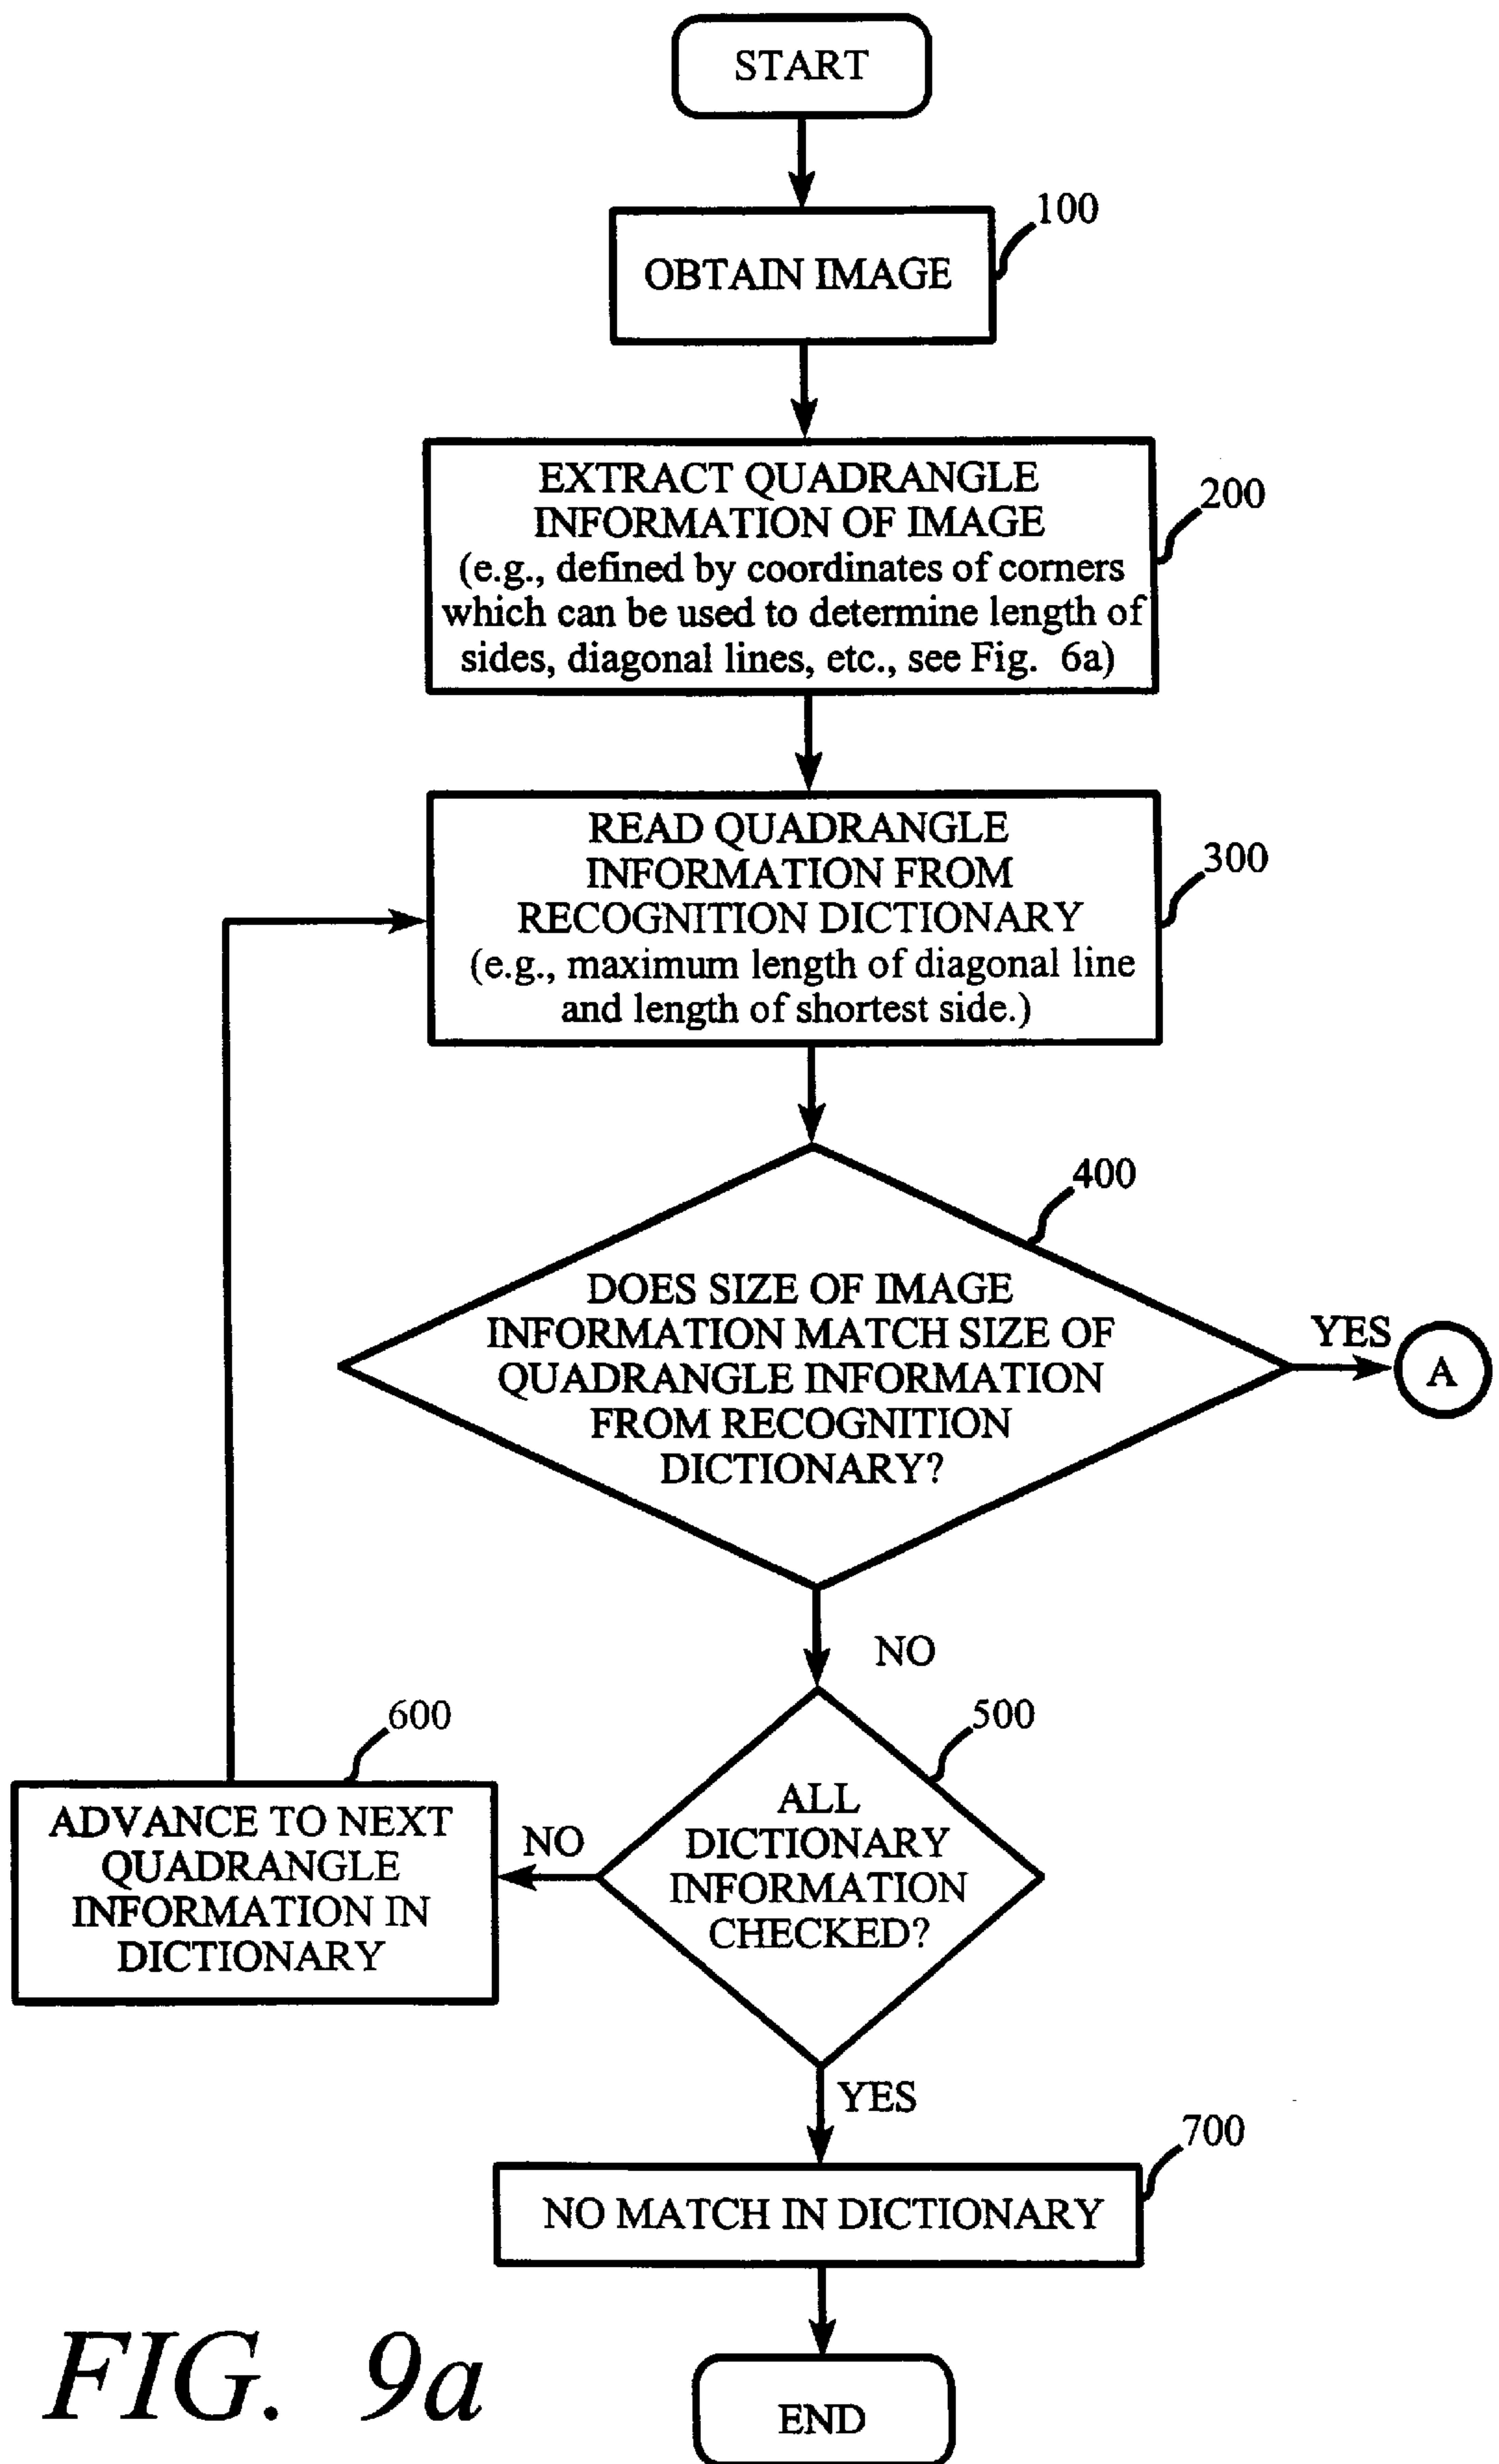 START
100
OBTAIN IMAGE
EXTRACT QUADRANGLE
INFORMATION OF IMAGE
(e.g., defined by coordinates of corners
which can be used to determine length of
sides, diagonal lines, etc., see Fig. 6a)
200
READ QUADRANGLE
INFORMATION FROM
RECOGNITION DICTIONARY
(e.g., maximum length of diagonal line
and length of shortest side.)
300
400
DOES SIZE OF IMAGE
INFORMATION MATCH SIZE OF
QUADRANGLE INFORMATION
FROM RECOGNITION
DICTIONARY?
YES
A
NO
500
ALL
DICTIONARY
INFORMATION
CHECKED?
NO
600
ADVANCE TO NEXT
QUADRANGLE
INFORMATION IN
DICTIONARY
YES
700
NO MATCH IN DICTIONARY
END
FIG. 9a